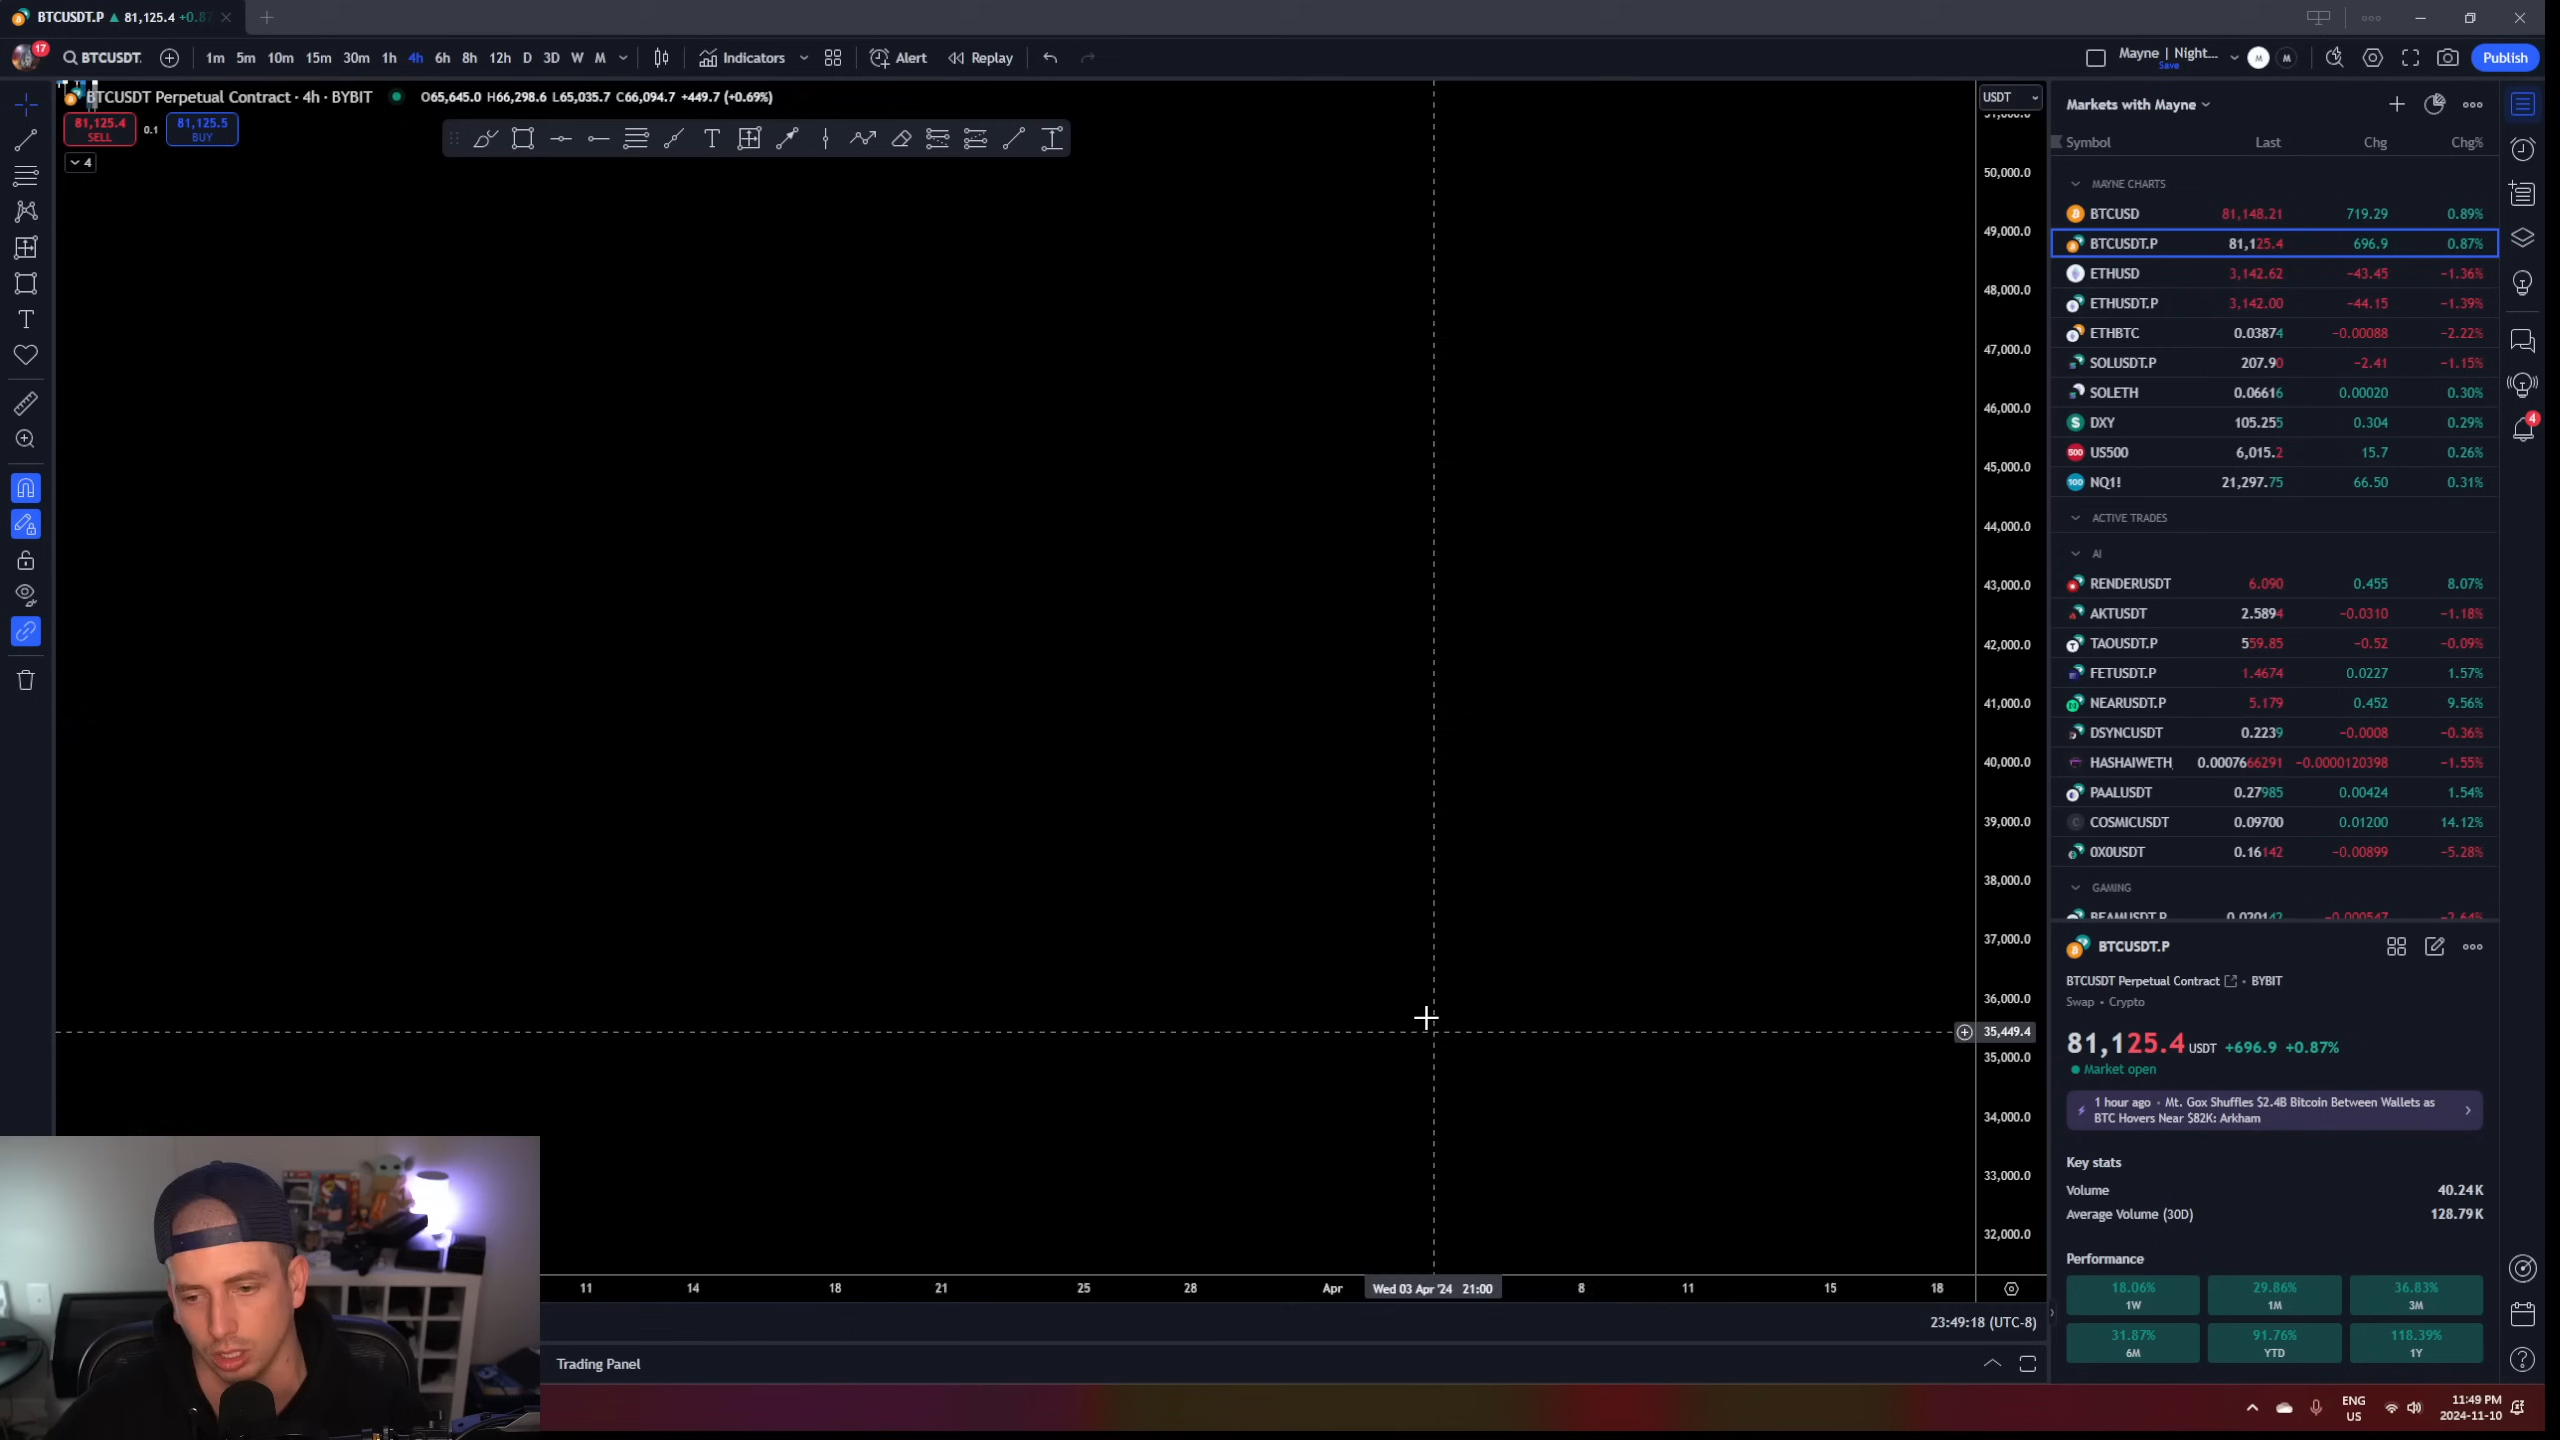 BTCUSDT.P ▲ 81,125.4 +0.87
17 BTCUSDT. 1m 5m 10m 15m 30m 1h 4h 6h 8h 12h D 3D W M Indicators Alert Replay Mayne | Night... Save M M Publish
BTCUSDT Perpetual Contract · 4h · BYBIT O65,645.0 H66,298.6 L65,035.7 C66,094.7 +449.7 (+0.69%)
81,125.4 SELL 0.1 81,125.5 BUY
4
USDT
50,000.0
49,000.0
48,000.0
47,000.0
46,000.0
45,000.0
44,000.0
43,000.0
42,000.0
41,000.0
40,000.0
39,000.0
38,000.0
37,000.0
36,000.0
35,449.4
35,000.0
34,000.0
33,000.0
32,000.0
11 14 18 21 25 28 Apr Wed 03 Apr '24 21:00 8 11 15 18
23:49:18 (UTC-8)
Trading Panel
Markets with Mayne
Symbol Last Chg Chg%
MAYNE CHARTS
BTCUSD 81,148.21 719.29 0.89%
BTCUSDT.P 81,125.4 696.9 0.87%
ETHUSD 3,142.62 −43.45 −1.36%
ETHUSDT.P 3,142.00 −44.15 −1.39%
ETHBTC 0.03874 −0.00088 −2.22%
SOLUSDT.P 207.90 −2.41 −1.15%
SOLETH 0.06616 0.00020 0.30%
DXY 105.255 0.304 0.29%
500 US500 6,015.2 15.7 0.26%
100 NQ1! 21,297.75 66.50 0.31%
ACTIVE TRADES
AI
RENDERUSDT 6.090 0.455 8.07%
AKTUSDT 2.5894 −0.0310 −1.18%
TAOUSDT.P 559.85 −0.52 −0.09%
FETUSDT.P 1.4674 0.0227 1.57%
NEARUSDT.P 5.179 0.452 9.56%
DSYNCUSDT 0.2239 −0.0008 −0.36%
HASHAIWETH 0.0007666291 −0.0000120398 −1.55%
PAALUSDT 0.27985 0.00424 1.54%
COSMICUSDT 0.09700 0.01200 14.12%
0X0USDT 0.16142 −0.00899 −5.28%
GAMING
BEAMUSDT.P 0.020142 −0.000547 −2.64%
4
BTCUSDT.P
BTCUSDT Perpetual Contract • BYBIT
Swap • Crypto
81,125.4 USDT +696.9 +0.87%
Market open
1 hour ago • Mt. Gox Shuffles $2.4B Bitcoin Between Wallets as
BTC Hovers Near $82K: Arkham
Key stats
Volume 40.24K
Average Volume (30D) 128.79K
Performance
18.06% 29.86% 36.83%
1W 1M 3M
31.87% 91.76% 118.39%
6M YTD 1Y
ENG 11:49 PM
US 2024-11-10